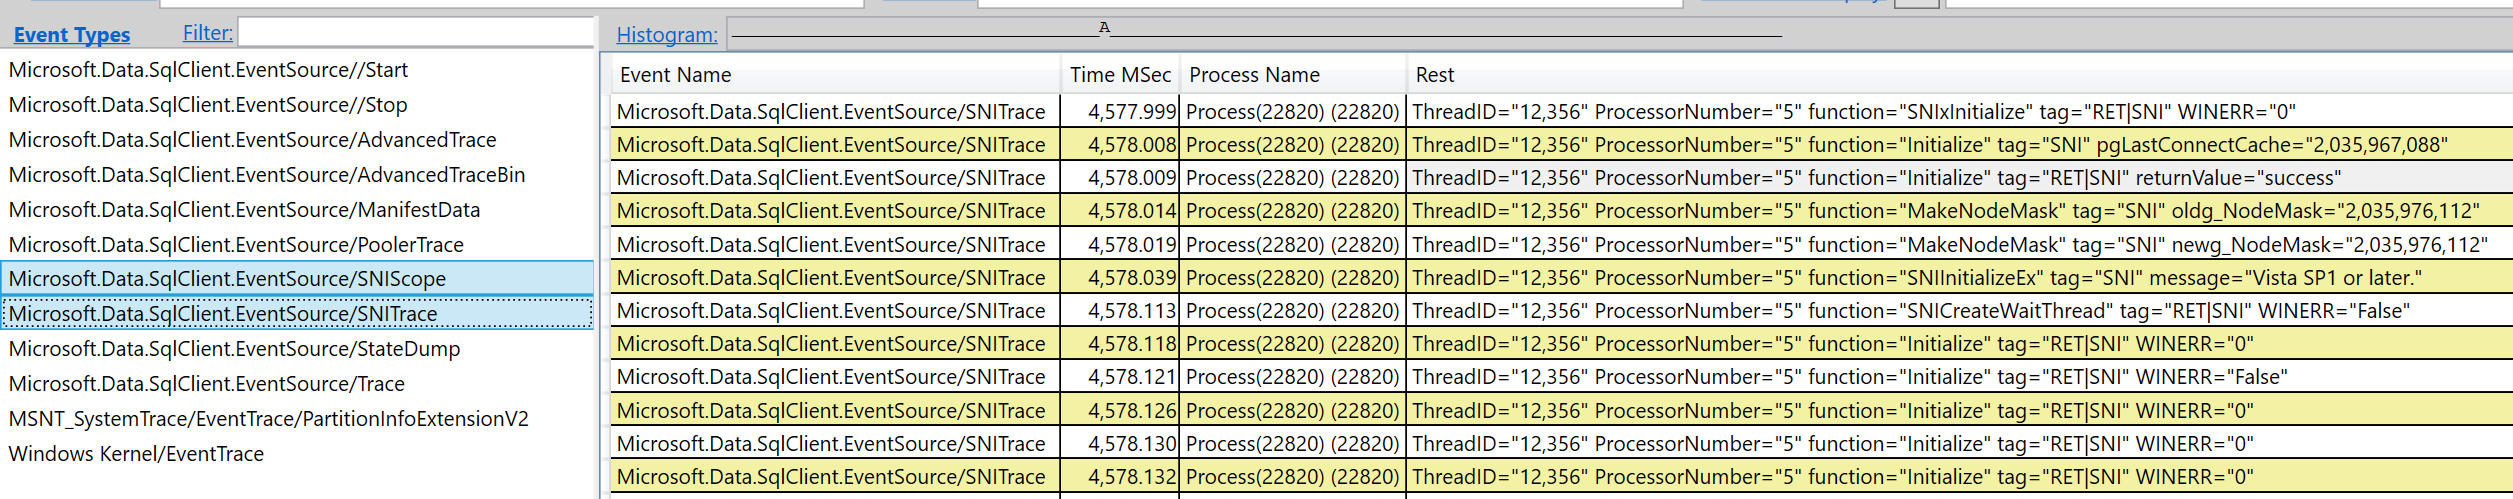 Event Types Filter: Histogram: A
Microsoft.Data.SqlClient.EventSource//Start
Microsoft.Data.SqlClient.EventSource//Stop
Microsoft.Data.SqlClient.EventSource/AdvancedTrace
Microsoft.Data.SqlClient.EventSource/AdvancedTraceBin
Microsoft.Data.SqlClient.EventSource/ManifestData
Microsoft.Data.SqlClient.EventSource/PoolerTrace
Microsoft.Data.SqlClient.EventSource/SNIScope
Microsoft.Data.SqlClient.EventSource/SNITrace
Microsoft.Data.SqlClient.EventSource/StateDump
Microsoft.Data.SqlClient.EventSource/Trace
MSNT_SystemTrace/EventTrace/PartitionInfoExtensionV2
Windows Kernel/EventTrace
Event Name Time MSec Process Name Rest
Microsoft.Data.SqlClient.EventSource/SNITrace 4,577.999 Process(22820) (22820) ThreadID="12,356" ProcessorNumber="5" function="SNIxInitialize" tag="RET|SNI" WINERR="0"
Microsoft.Data.SqlClient.EventSource/SNITrace 4,578.008 Process(22820) (22820) ThreadID="12,356" ProcessorNumber="5" function="Initialize" tag="SNI" pgLastConnectCache="2,035,967,088"
Microsoft.Data.SqlClient.EventSource/SNITrace 4,578.009 Process(22820) (22820) ThreadID="12,356" ProcessorNumber="5" function="Initialize" tag="RET|SNI" returnValue="success"
Microsoft.Data.SqlClient.EventSource/SNITrace 4,578.014 Process(22820) (22820) ThreadID="12,356" ProcessorNumber="5" function="MakeNodeMask" tag="SNI" oldg_NodeMask="2,035,976,112"
Microsoft.Data.SqlClient.EventSource/SNITrace 4,578.019 Process(22820) (22820) ThreadID="12,356" ProcessorNumber="5" function="MakeNodeMask" tag="SNI" newg_NodeMask="2,035,976,112"
Microsoft.Data.SqlClient.EventSource/SNITrace 4,578.039 Process(22820) (22820) ThreadID="12,356" ProcessorNumber="5" function="SNIInitializeEx" tag="SNI" message="Vista SP1 or later."
Microsoft.Data.SqlClient.EventSource/SNITrace 4,578.113 Process(22820) (22820) ThreadID="12,356" ProcessorNumber="5" function="SNICreateWaitThread" tag="RET|SNI" WINERR="False"
Microsoft.Data.SqlClient.EventSource/SNITrace 4,578.118 Process(22820) (22820) ThreadID="12,356" ProcessorNumber="5" function="Initialize" tag="RET|SNI" WINERR="0"
Microsoft.Data.SqlClient.EventSource/SNITrace 4,578.121 Process(22820) (22820) ThreadID="12,356" ProcessorNumber="5" function="Initialize" tag="RET|SNI" WINERR="False"
Microsoft.Data.SqlClient.EventSource/SNITrace 4,578.126 Process(22820) (22820) ThreadID="12,356" ProcessorNumber="5" function="Initialize" tag="RET|SNI" WINERR="0"
Microsoft.Data.SqlClient.EventSource/SNITrace 4,578.130 Process(22820) (22820) ThreadID="12,356" ProcessorNumber="5" function="Initialize" tag="RET|SNI" WINERR="0"
Microsoft.Data.SqlClient.EventSource/SNITrace 4,578.132 Process(22820) (22820) ThreadID="12,356" ProcessorNumber="5" function="Initialize" tag="RET|SNI" WINERR="0"